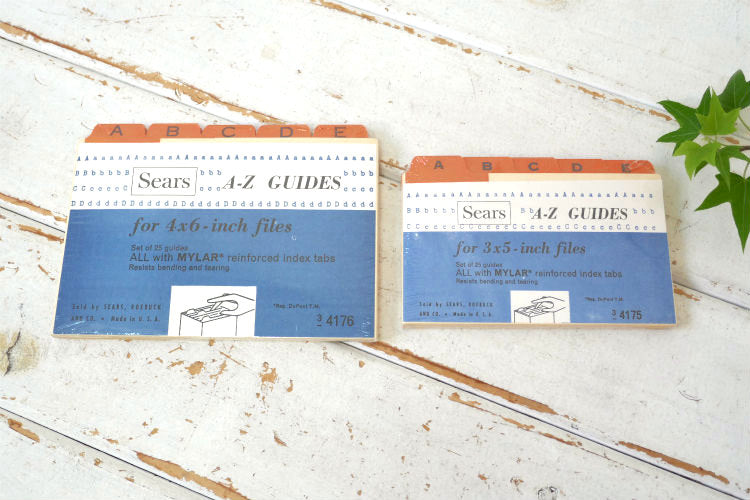 A B C D E
Sears A-Z GUIDES
for 4x6-inch files
Set of 25 guides
ALL with MYLAR* reinforced index tabs
Resists bending and tearing
Sold by SEARS, ROEBUCK
AND CO. • Made in U. S. A.
*Reg. DuPont T.M.
3 - 4176
A B C D E
Sears A-Z GUIDES
for 3x5-inch files
Set of 25 guides
ALL with MYLAR* reinforced index tabs
Resists bending and tearing
Sold by SEARS, ROEBUCK
AND CO. • Made in U. S. A.
*Reg. DuPont T.M.
3 - 4175